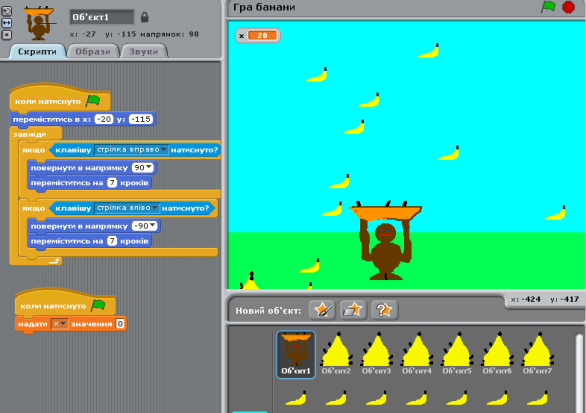 Об'єкт1
x: -27 y: -115 напрямок: 90
Скрипти Образи Звуки
коли натиснуто
переміститись в x: -20 y: -115
завжди
якщо клавішу стрілка вправо натиснуто?
повернути в напрямку 90
переміститись на 7 кроків
якщо клавішу стрілка вліво натиснуто?
повернути в напрямку -90
переміститись на 7 кроків
коли натиснуто
надати x значення 0
Гра банани
x 20
x: -424 y: -417
Новий об'єкт:
Об'єкт1 Об'єкт2 Об'єкт3 Об'єкт4 Об'єкт5 Об'єкт6 Об'єкт7